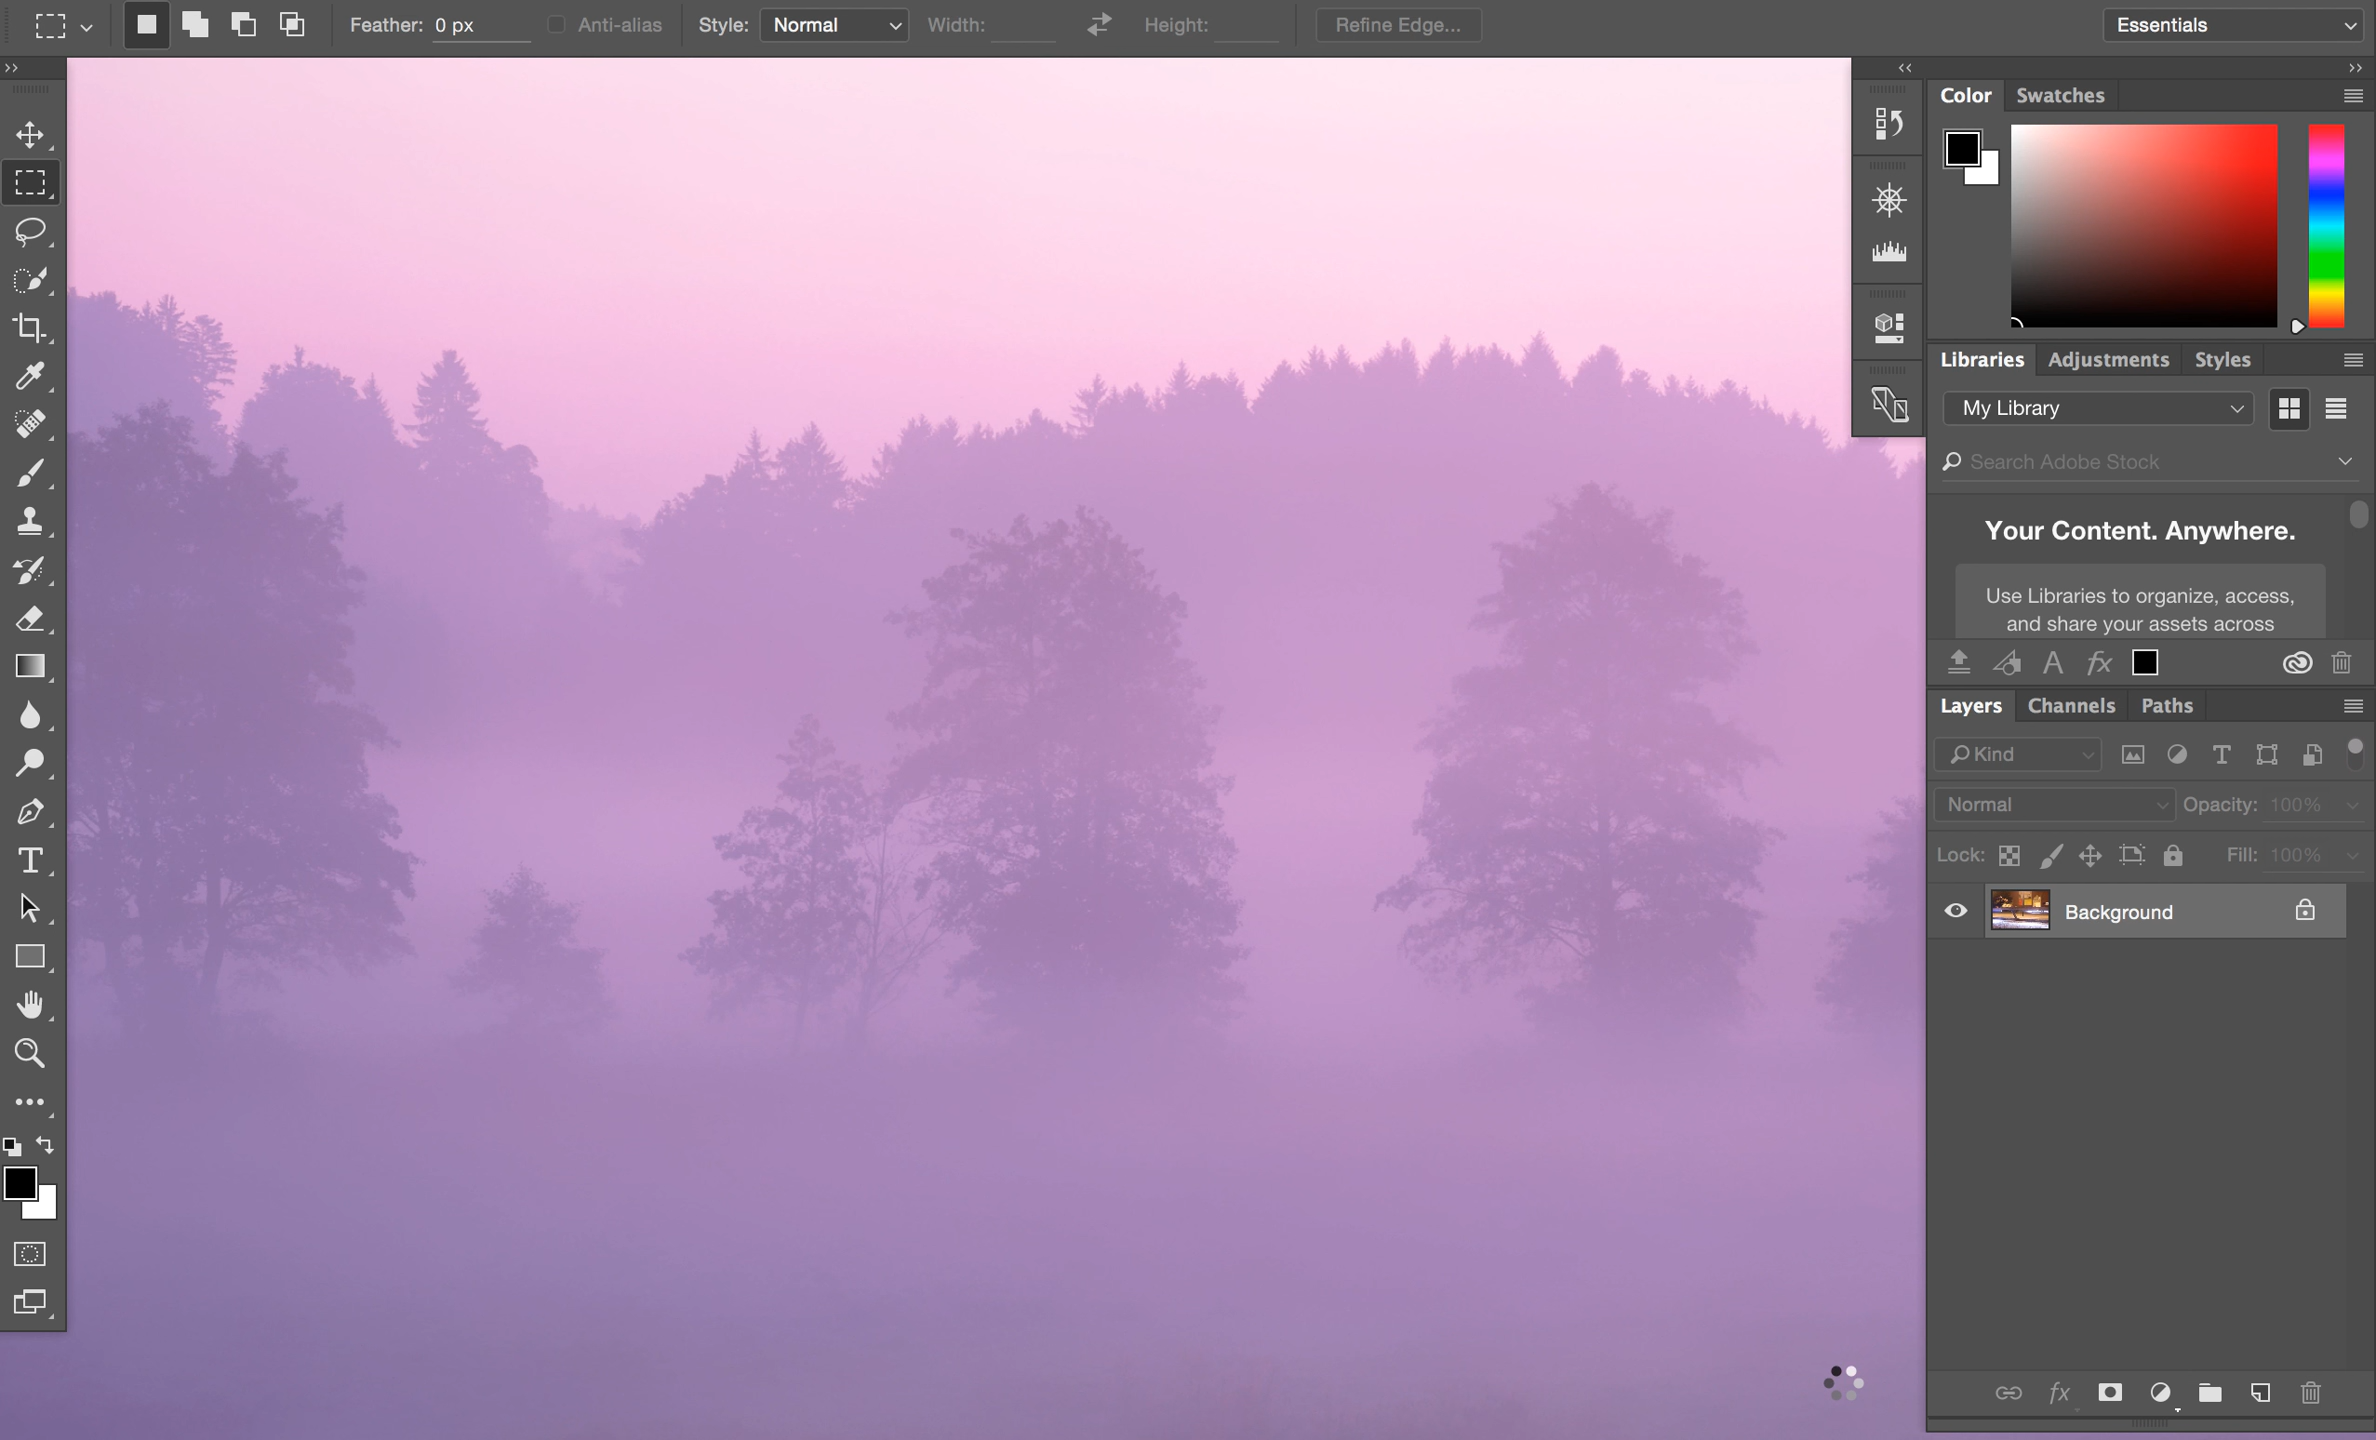 Feather: 0 px Anti-alias Style: Normal Width: Height: Refine Edge... Essentials
Color Swatches
Libraries Adjustments Styles
My Library
Search Adobe Stock
Your Content. Anywhere.
Use Libraries to organize, access,
and share your assets across
Layers Channels Paths
Kind
Normal Opacity: 100%
Lock: Fill: 100%
Background